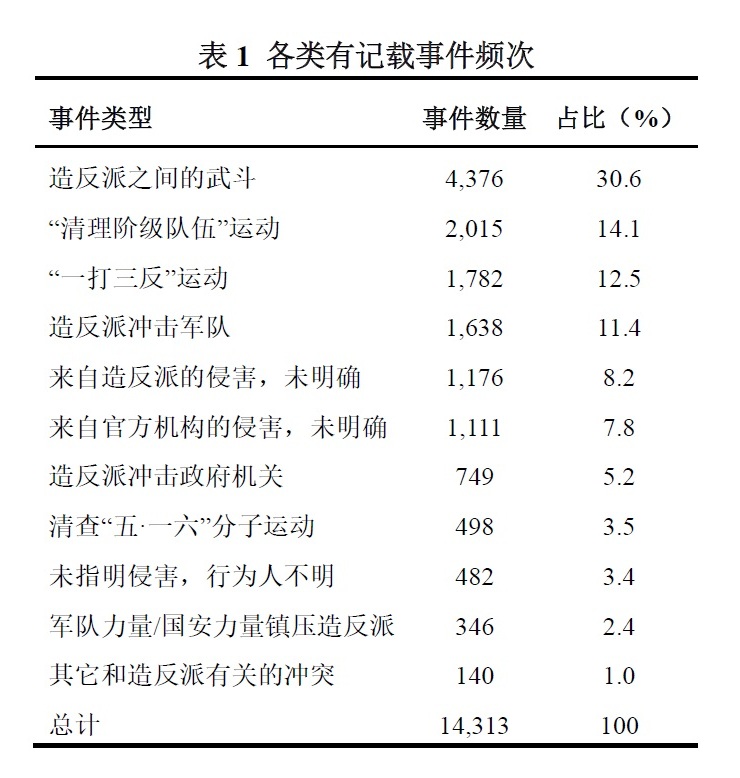 表 1 各类有记载事件频次
事件类型 事件数量 占比（%）
造反派之间的武斗 4,376 30.6
“清理阶级队伍”运动 2,015 14.1
“一打三反”运动 1,782 12.5
造反派冲击军队 1,638 11.4
来自造反派的侵害，未明确 1,176 8.2
来自官方机构的侵害，未明确 1,111 7.8
造反派冲击政府机关 749 5.2
清查“五·一六”分子运动 498 3.5
未指明侵害，行为人不明 482 3.4
军队力量/国安力量镇压造反派 346 2.4
其它和造反派有关的冲突 140 1.0
总计 14,313 100